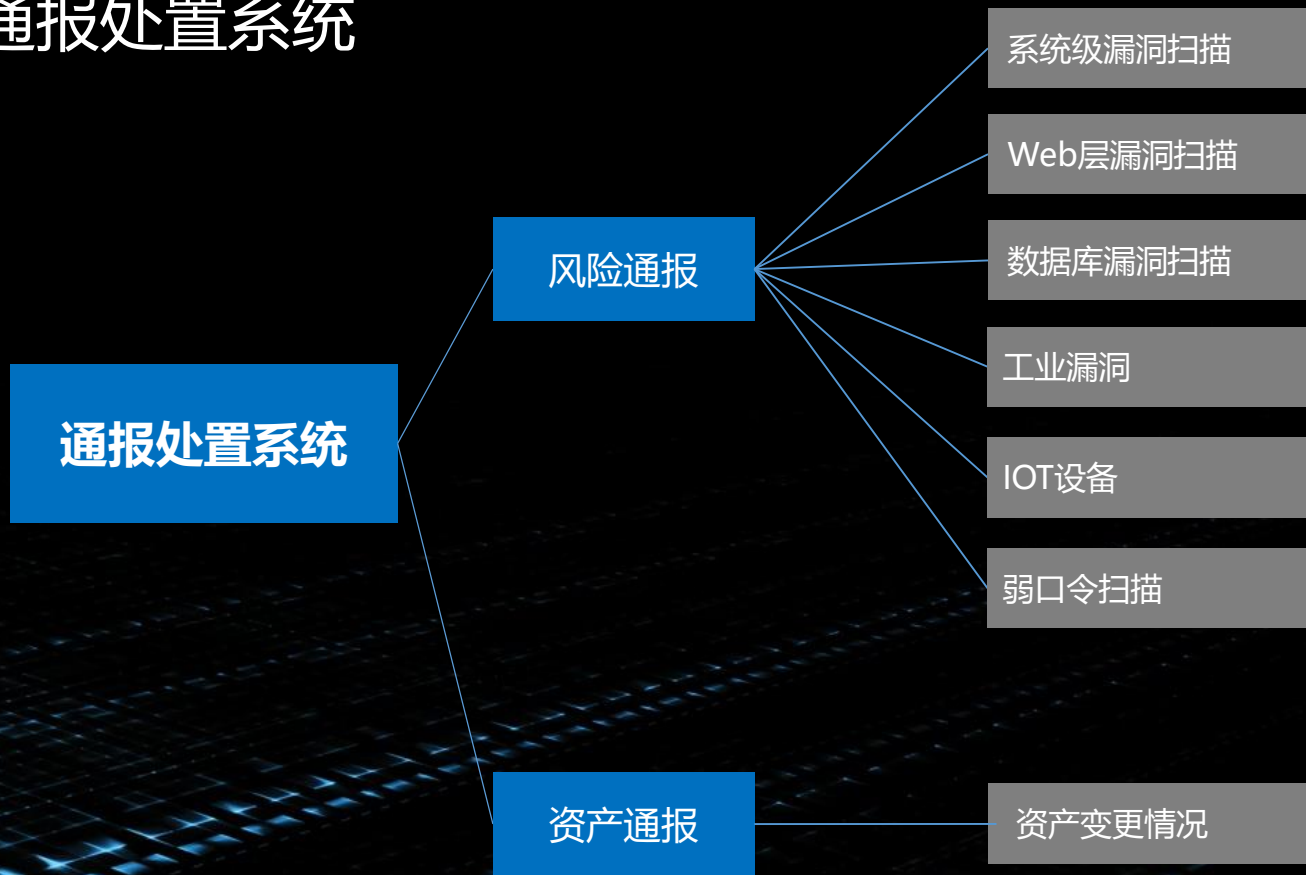 通报处置系统
系统级漏洞扫描
Web层漏洞扫描
数据库漏洞扫描
工业漏洞
IOT设备
弱口令扫描
风险通报
通报处置系统
资产通报
资产变更情况